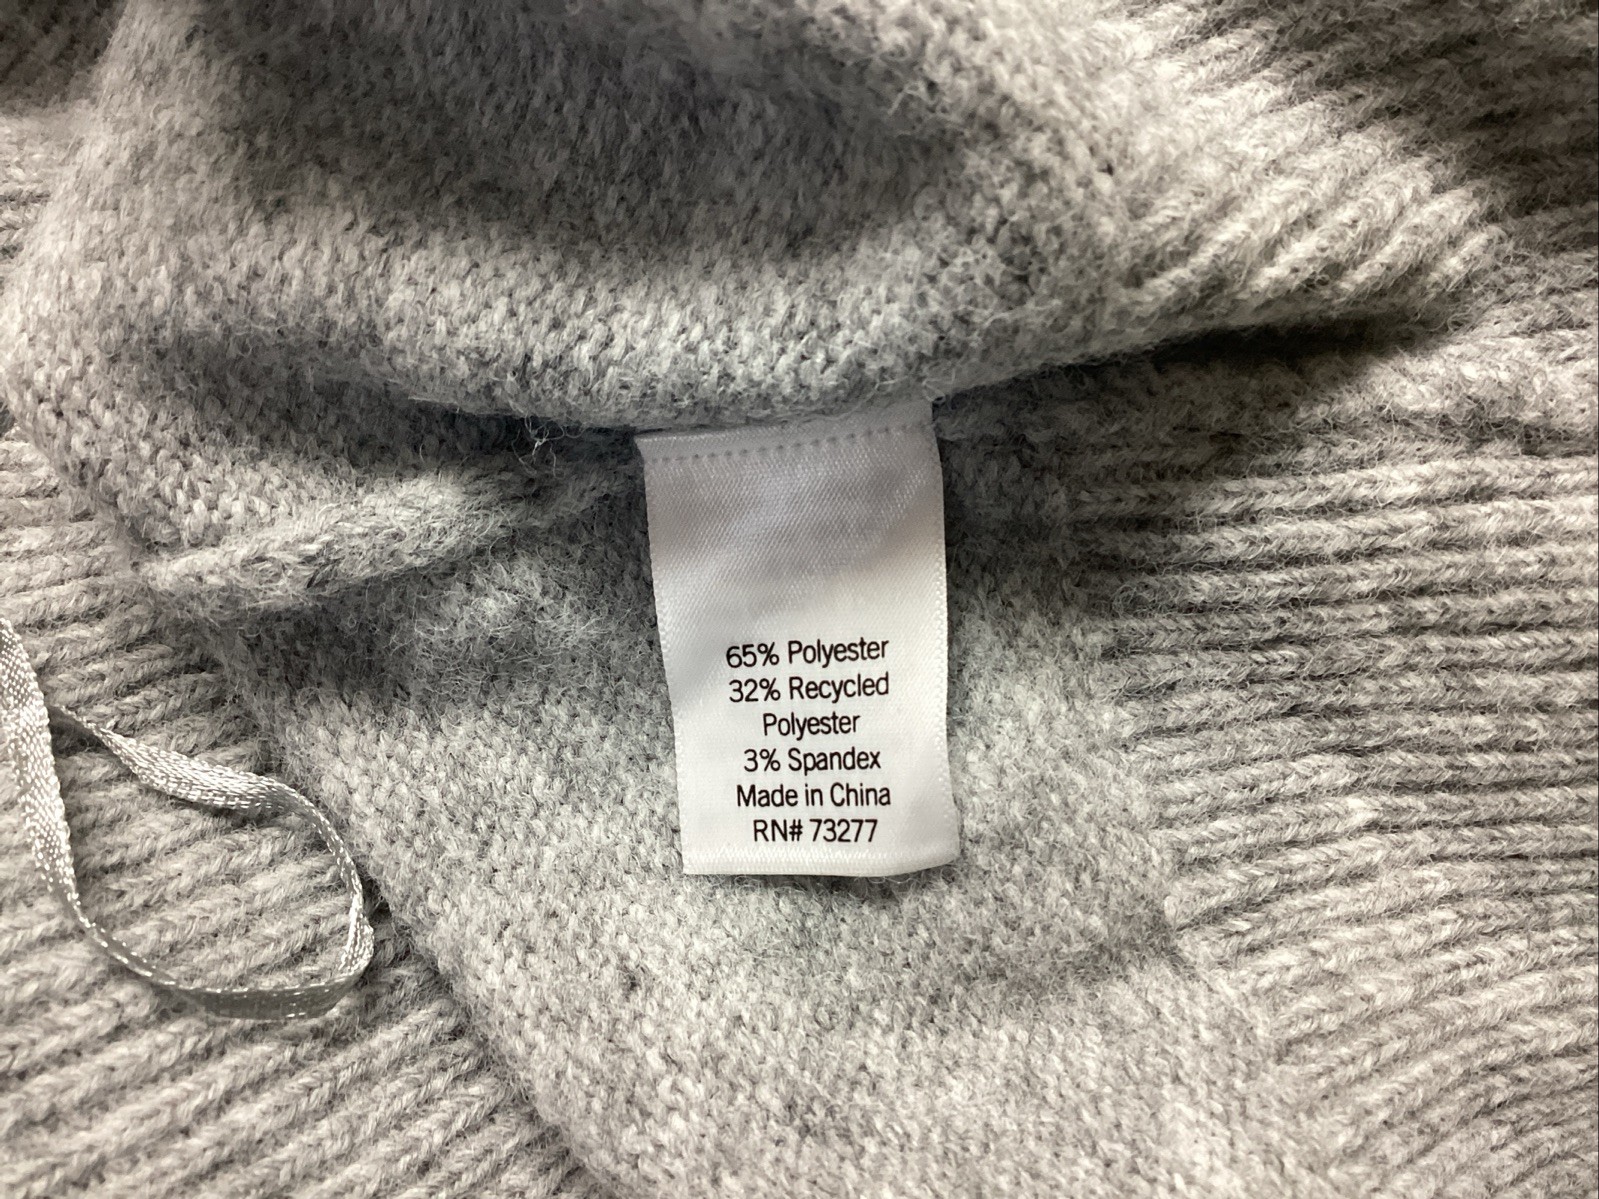 65% Polyester
32% Recycled
Polyester
3% Spandex
Made in China
RN# 73277